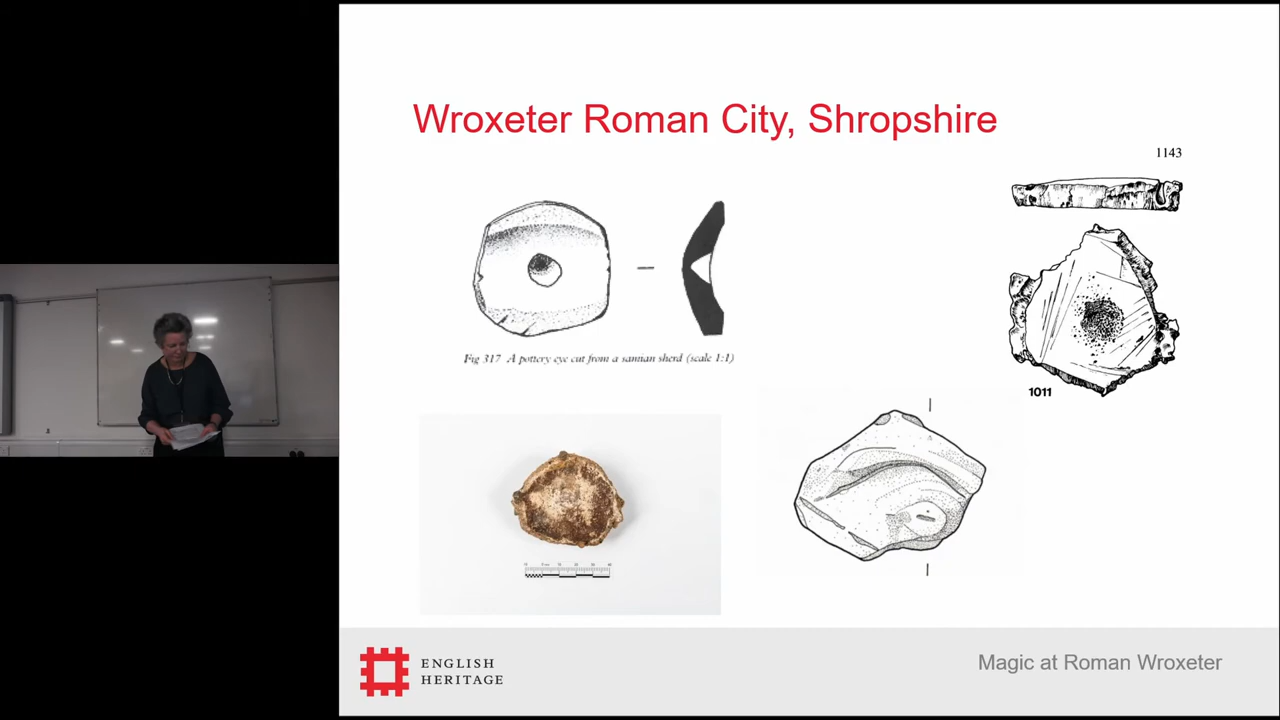 Wroxeter Roman City, Shropshire
1143
Fig 317 A pottery eye cut from a samian sherd (scale 1:1)
1011
ENGLISH
HERITAGE
Magic at Roman Wroxeter